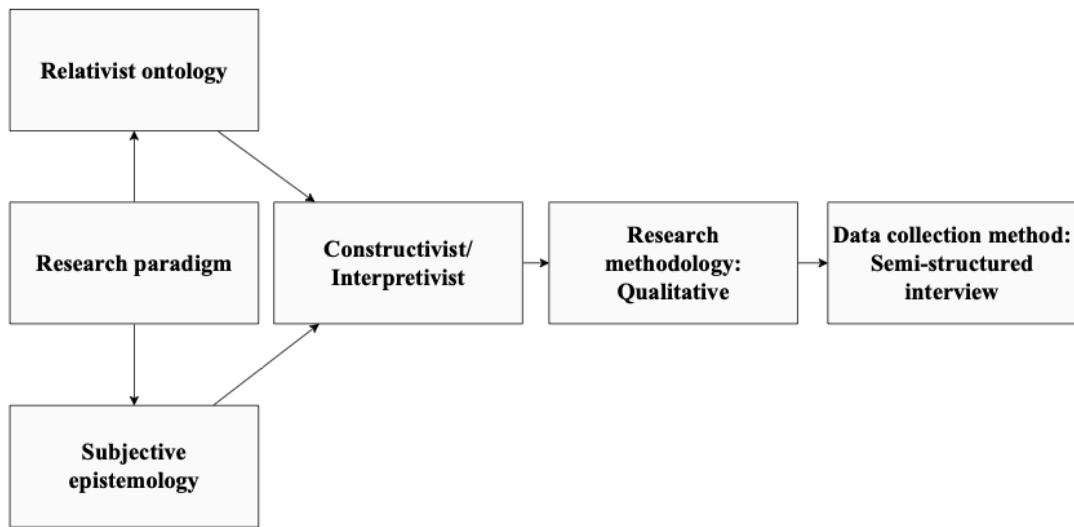 Relativist ontology
Research paradigm
Subjective
epistemology
Constructivist/
Interpretivist
Research
methodology:
Qualitative
Data collection method:
Semi-structured
interview